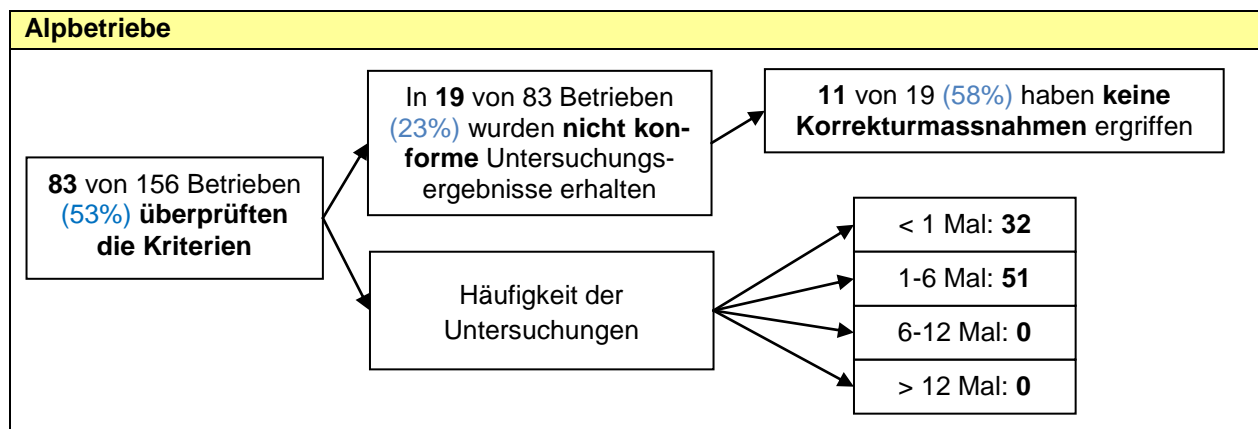 Alpbetriebe
83 von 156 Betrieben
(53%) überprüften
die Kriterien
In 19 von 83 Betrieben
(23%) wurden nicht kon-
forme Untersuchungs-
ergebnisse erhalten
11 von 19 (58%) haben keine
Korrekturmassnahmen ergriffen
Häufigkeit der
Untersuchungen
< 1 Mal: 32
1-6 Mal: 51
6-12 Mal: 0
> 12 Mal: 0